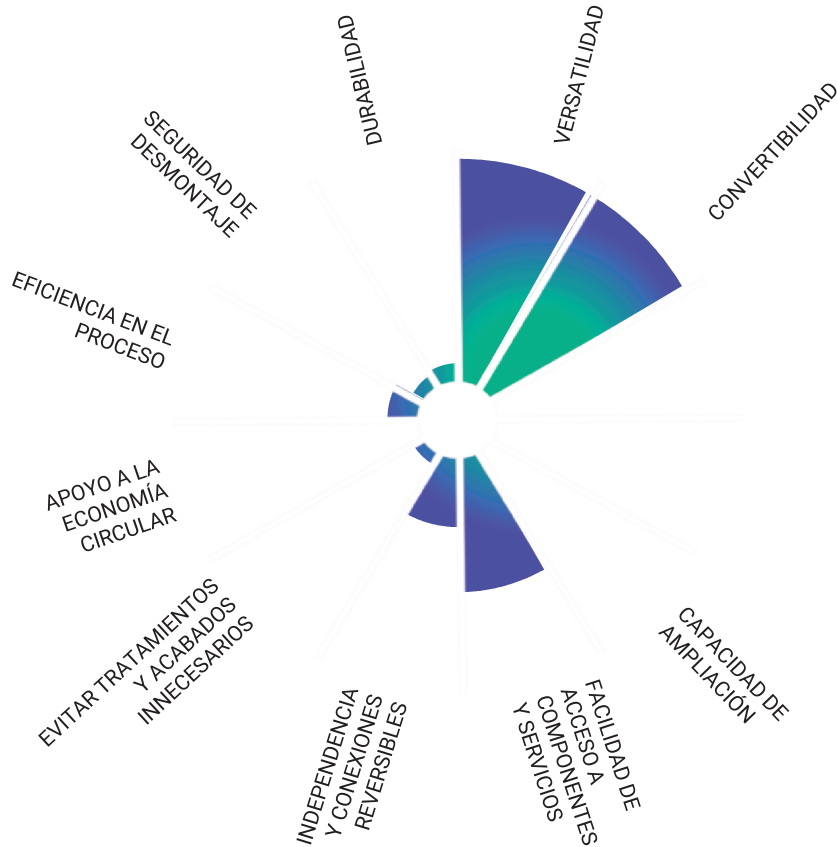 DURABILIDAD
VERSATILIDAD
CONVERTIBILIDAD
CAPACIDAD DE
AMPLIACIÓN
FACILIDAD DE
ACCESO A
COMPONENTES
Y SERVICIOS
INDEPENDENCIA
Y CONEXIONES
REVERSIBLES
EVITAR TRATAMIENTOS
Y ACABADOS
INNECESARIOS
APOYO A LA
ECONOMÍA
CIRCULAR
EFICIENCIA EN EL
PROCESO
SEGURIDAD DE
DESMONTAJE